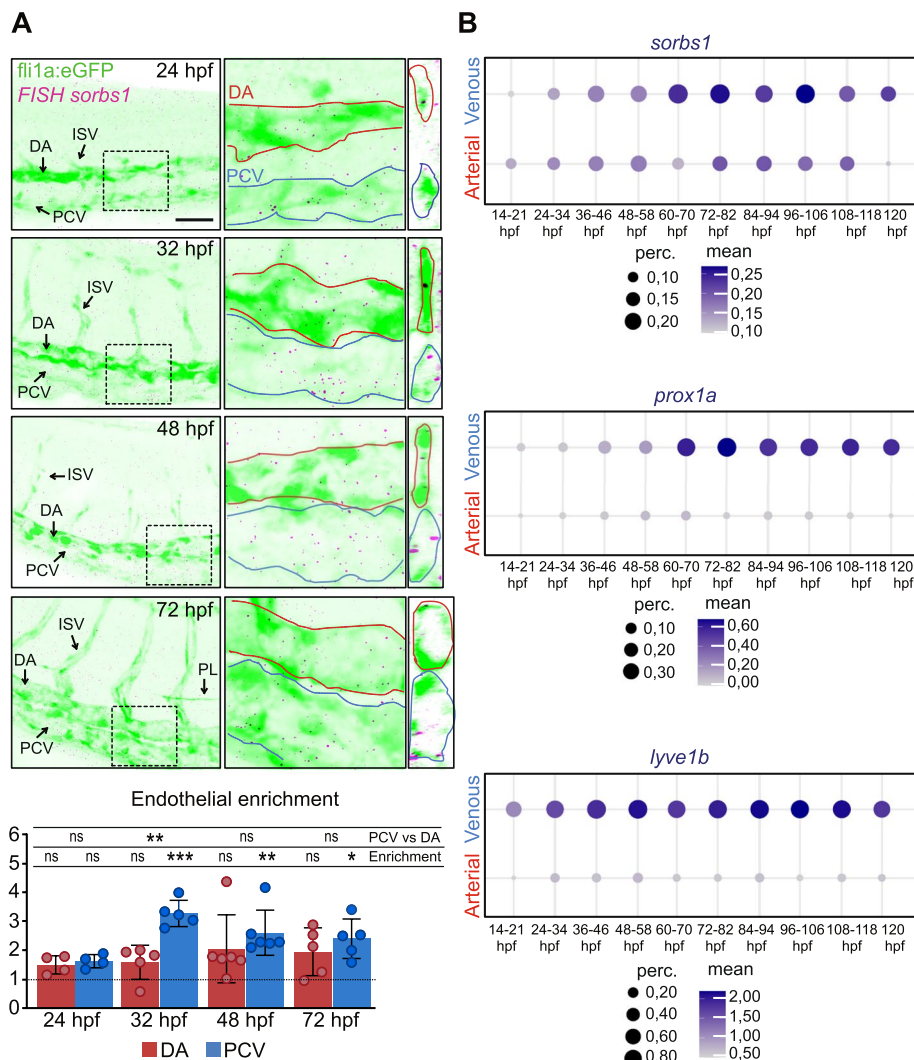 A
fli1a:eGFP
FISH sorbs1
24 hpf
DA
ISV
PCV
DA
PCV
32 hpf
ISV
DA
PCV
48 hpf
ISV
DA
PCV
72 hpf
ISV
DA
PL
PCV
Endothelial enrichment
6
5
4
3
2
1
0
ns ** ns ns PCV vs DA
ns ns ns *** ns ** ns * Enrichment
24 hpf 32 hpf 48 hpf 72 hpf
DA PCV
B
sorbs1
Venous
Arterial
14-21 24-34 36-46 48-58 60-70 72-82 84-94 96-106 108-118 120
hpf hpf hpf hpf hpf hpf hpf hpf hpf hpf
perc. mean
0,10
0,15
0,20
0,25
0,20
0,15
0,10
prox1a
Venous
Arterial
14-21 24-34 36-46 48-58 60-70 72-82 84-94 96-106 108-118 120
hpf hpf hpf hpf hpf hpf hpf hpf hpf hpf
perc. mean
0,10
0,20
0,30
0,60
0,40
0,20
0,00
lyve1b
Venous
Arterial
14-21 24-34 36-46 48-58 60-70 72-82 84-94 96-106 108-118 120
hpf hpf hpf hpf hpf hpf hpf hpf hpf hpf
perc. mean
0,20
0,40
0,60
0,80
2,00
1,50
1,00
0,50